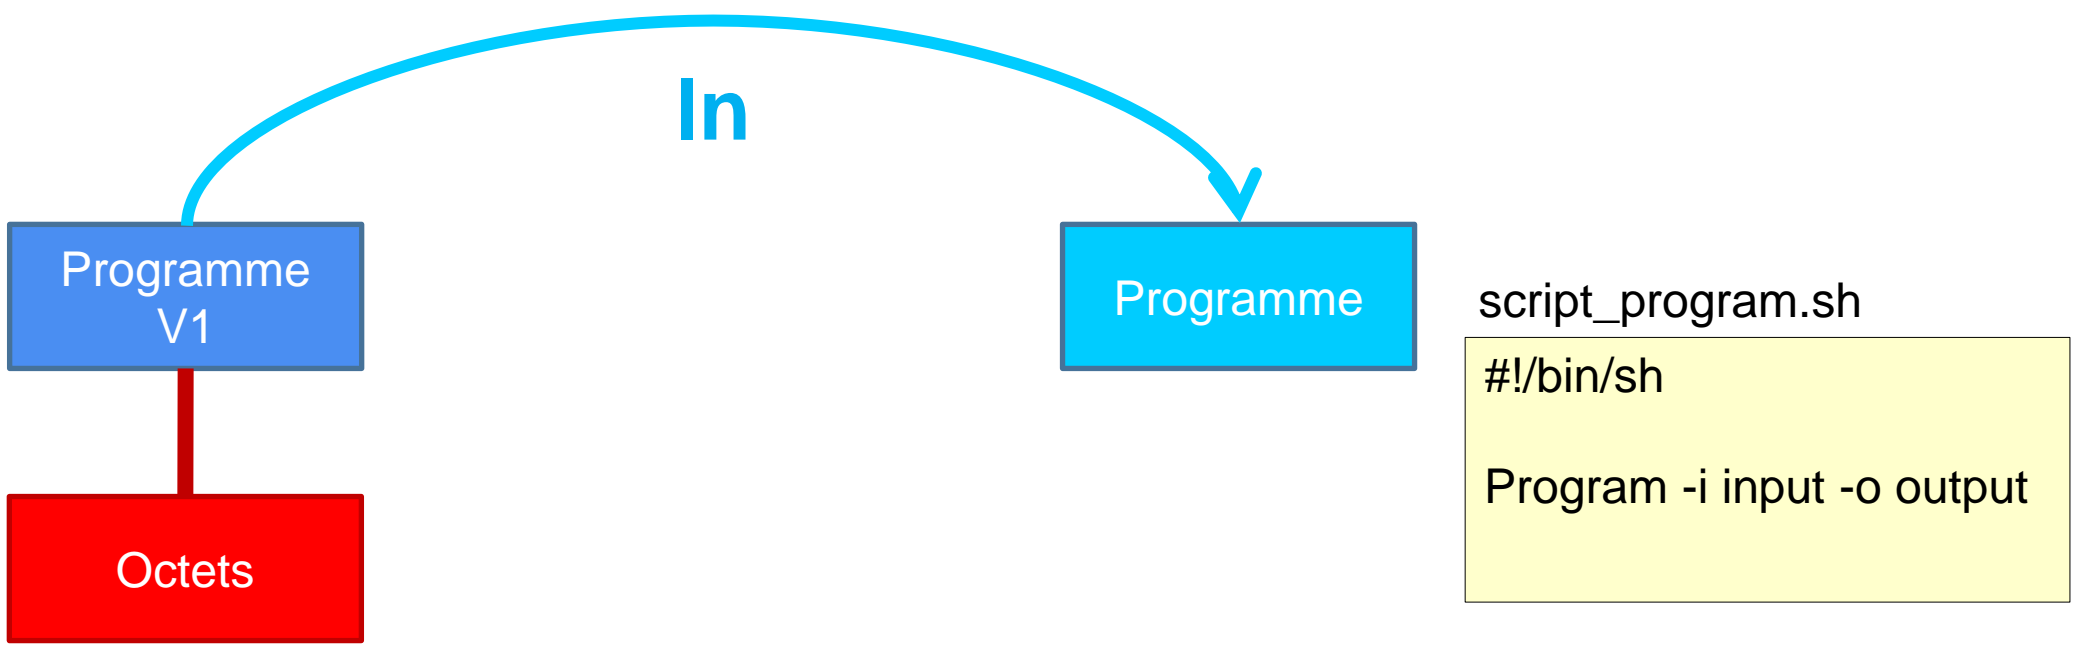 ln
Programme
V1
Programme
script_program.sh
#!/bin/sh
Program -i input -o output
Octets